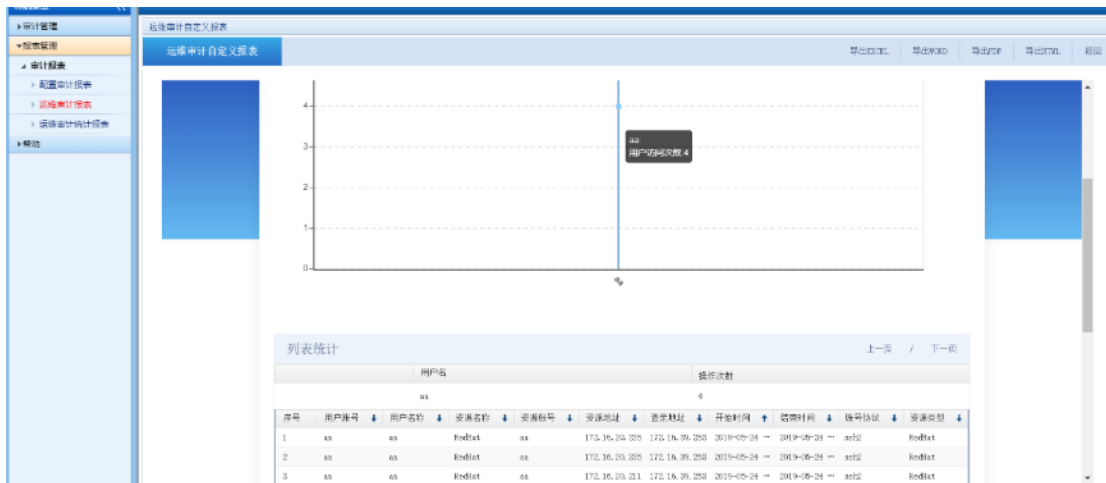 审计管理
运维审计自定义报表
报表管理
运维审计自定义报表
导出EXCEL 导出WORD 导出PDF 导出HTML 返回
审计报表
配置审计报表
运维审计报表
运维审计统计报表
帮助
4
3
2
1
0
aa
用户访问次数:4
aa
列表统计
上一页 / 下一页
用户名 操作次数
aa 4
序号 用户账号 用户名称 资源名称 资源账号 资源地址 登录地址 开始时间 结束时间 账号协议 资源类型
1 aa aa RedHat aa 172.16.20.235 172.16.39.253 2019-05-24 … 2019-05-24 … ssh2 RedHat
2 aa aa RedHat aa 172.16.20.235 172.16.39.253 2019-05-24 … 2019-05-24 … ssh2 RedHat
3 aa aa RedHat aa 172.16.20.211 172.16.39.253 2019-05-24 … 2019-05-24 … ssh2 RedHat